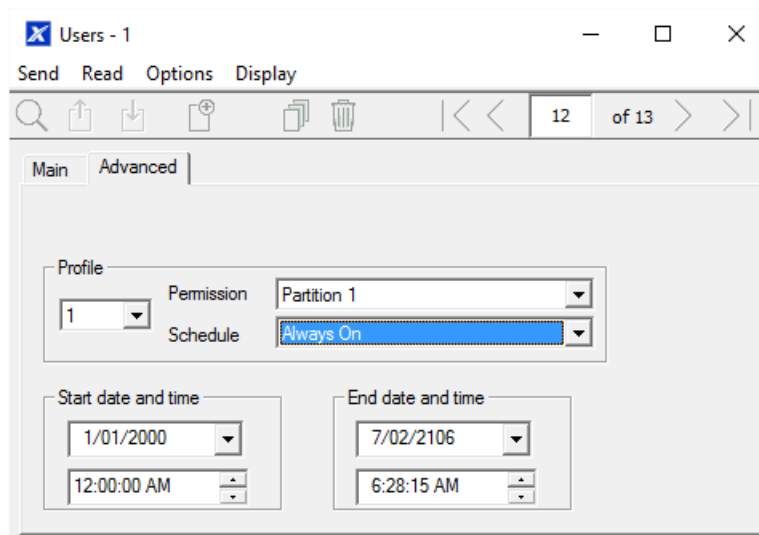 Users - 1
Send Read Options Display
12 of 13
Main Advanced
Profile
1 Permission Partition 1
Schedule Always On
Start date and time End date and time
1/01/2000 7/02/2106
12:00:00 AM 6:28:15 AM